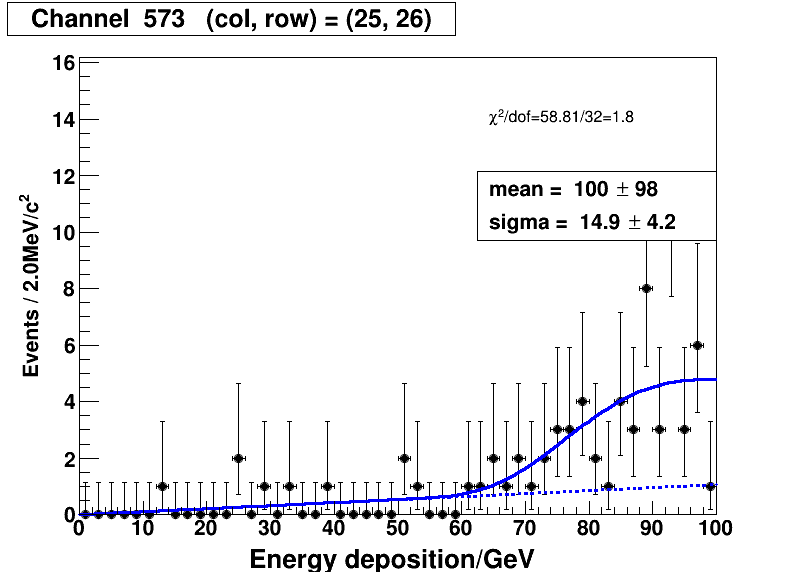 Channel 573 (col, row) = (25, 26)
16
14
12
10
8
6
4
2
0
Events / 2.0MeV/c²
χ²/dof=58.81/32=1.8
mean = 100 ± 98
sigma = 14.9 ± 4.2
0 10 20 30 40 50 60 70 80 90 100
Energy deposition/GeV